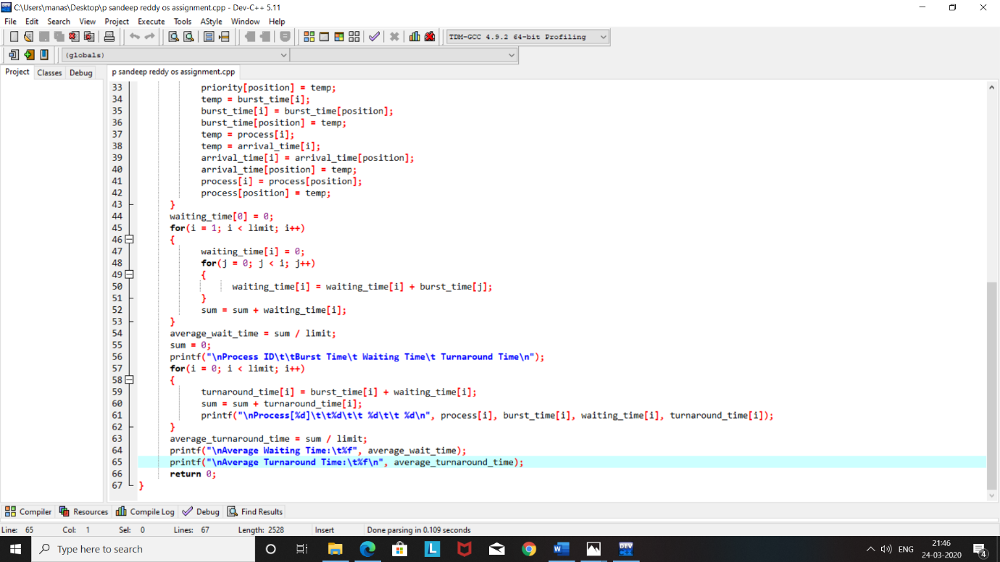 C:\Users\manas\Desktop\p sandeep reddy os assignment.cpp - Dev-C++ 5.11
File Edit Search View Project Execute Tools AStyle Window Help
TDM-GCC 4.9.2 64-bit Profiling
(globals)
Project Classes Debug p sandeep reddy os assignment.cpp
33 priority[position] = temp;
34 temp = burst_time[i];
35 burst_time[i] = burst_time[position];
36 burst_time[position] = temp;
37 temp = process[i];
38 temp = arrival_time[i];
39 arrival_time[i] = arrival_time[position];
40 arrival_time[position] = temp;
41 process[i] = process[position];
42 process[position] = temp;
43 }
44 waiting_time[0] = 0;
45 for(i = 1; i < limit; i++)
46 {
47 waiting_time[i] = 0;
48 for(j = 0; j < i; j++)
49 {
50 waiting_time[i] = waiting_time[i] + burst_time[j];
51 }
52 sum = sum + waiting_time[i];
53 }
54 average_wait_time = sum / limit;
55 sum = 0;
56 printf("\nProcess ID\t\tBurst Time\t Waiting Time\t Turnaround Time\n");
57 for(i = 0; i < limit; i++)
58 {
59 turnaround_time[i] = burst_time[i] + waiting_time[i];
60 sum = sum + turnaround_time[i];
61 printf("\nProcess[%d]\t\t%d\t\t %d\t\t %d\n", process[i], burst_time[i], waiting_time[i], turnaround_time[i]);
62 }
63 average_turnaround_time = sum / limit;
64 printf("\nAverage Waiting Time:\t%f", average_wait_time);
65 printf("\nAverage Turnaround Time:\t%f\n", average_turnaround_time);
66 return 0;
67 }
Compiler Resources Compile Log Debug Find Results
Line: 65 Col: 1 Sel: 0 Lines: 67 Length: 2528 Insert Done parsing in 0.109 seconds
Type here to search L W DEV C++ ENG 21:46
24-03-2020 4